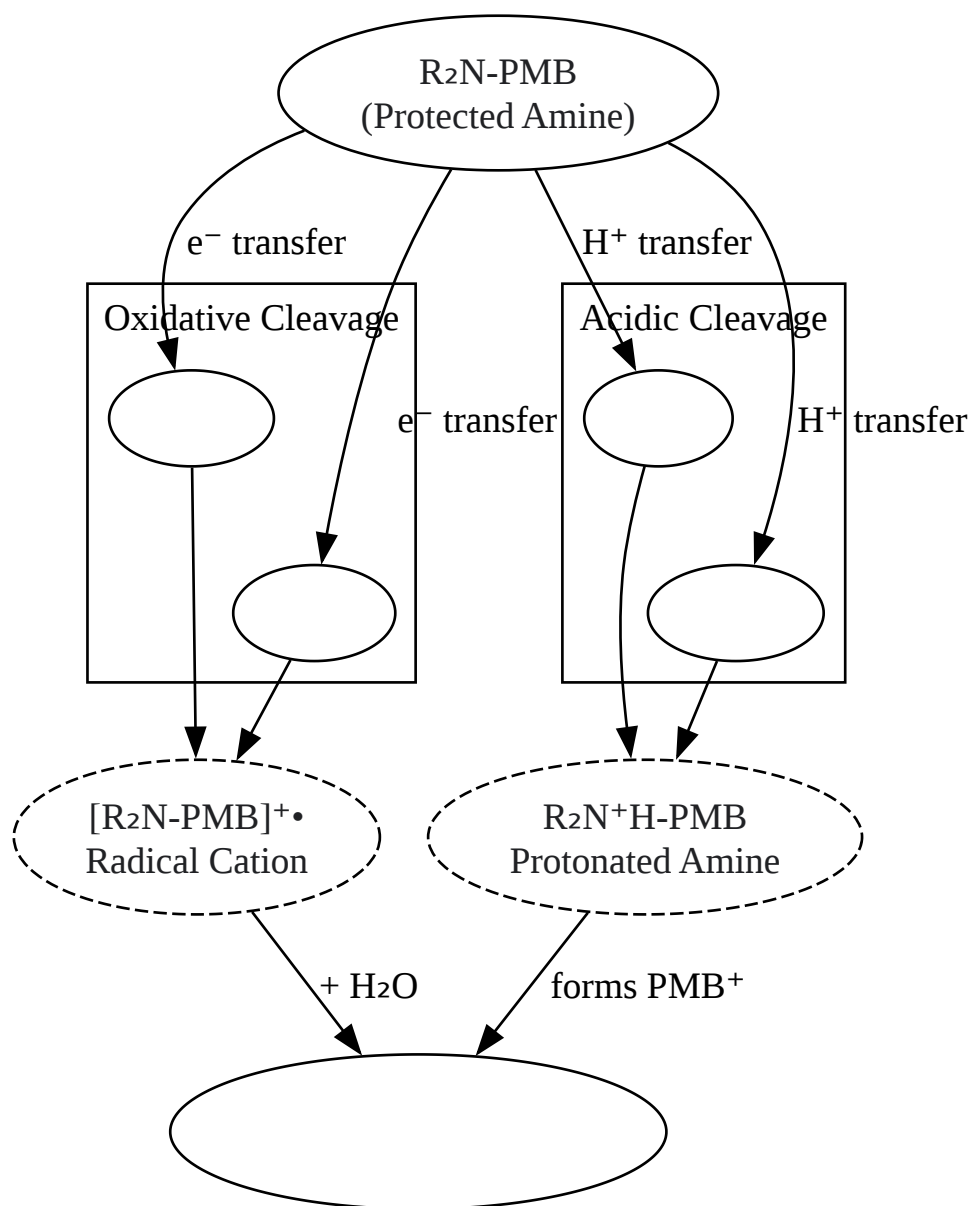 R₂N-PMB
(Protected Amine)
e⁻ transfer
H⁺ transfer
Oxidative Cleavage
Acidic Cleavage
e⁻ transfer
H⁺ transfer
[R₂N-PMB]⁺•
Radical Cation
R₂N⁺H-PMB
Protonated Amine
+ H₂O
forms PMB⁺